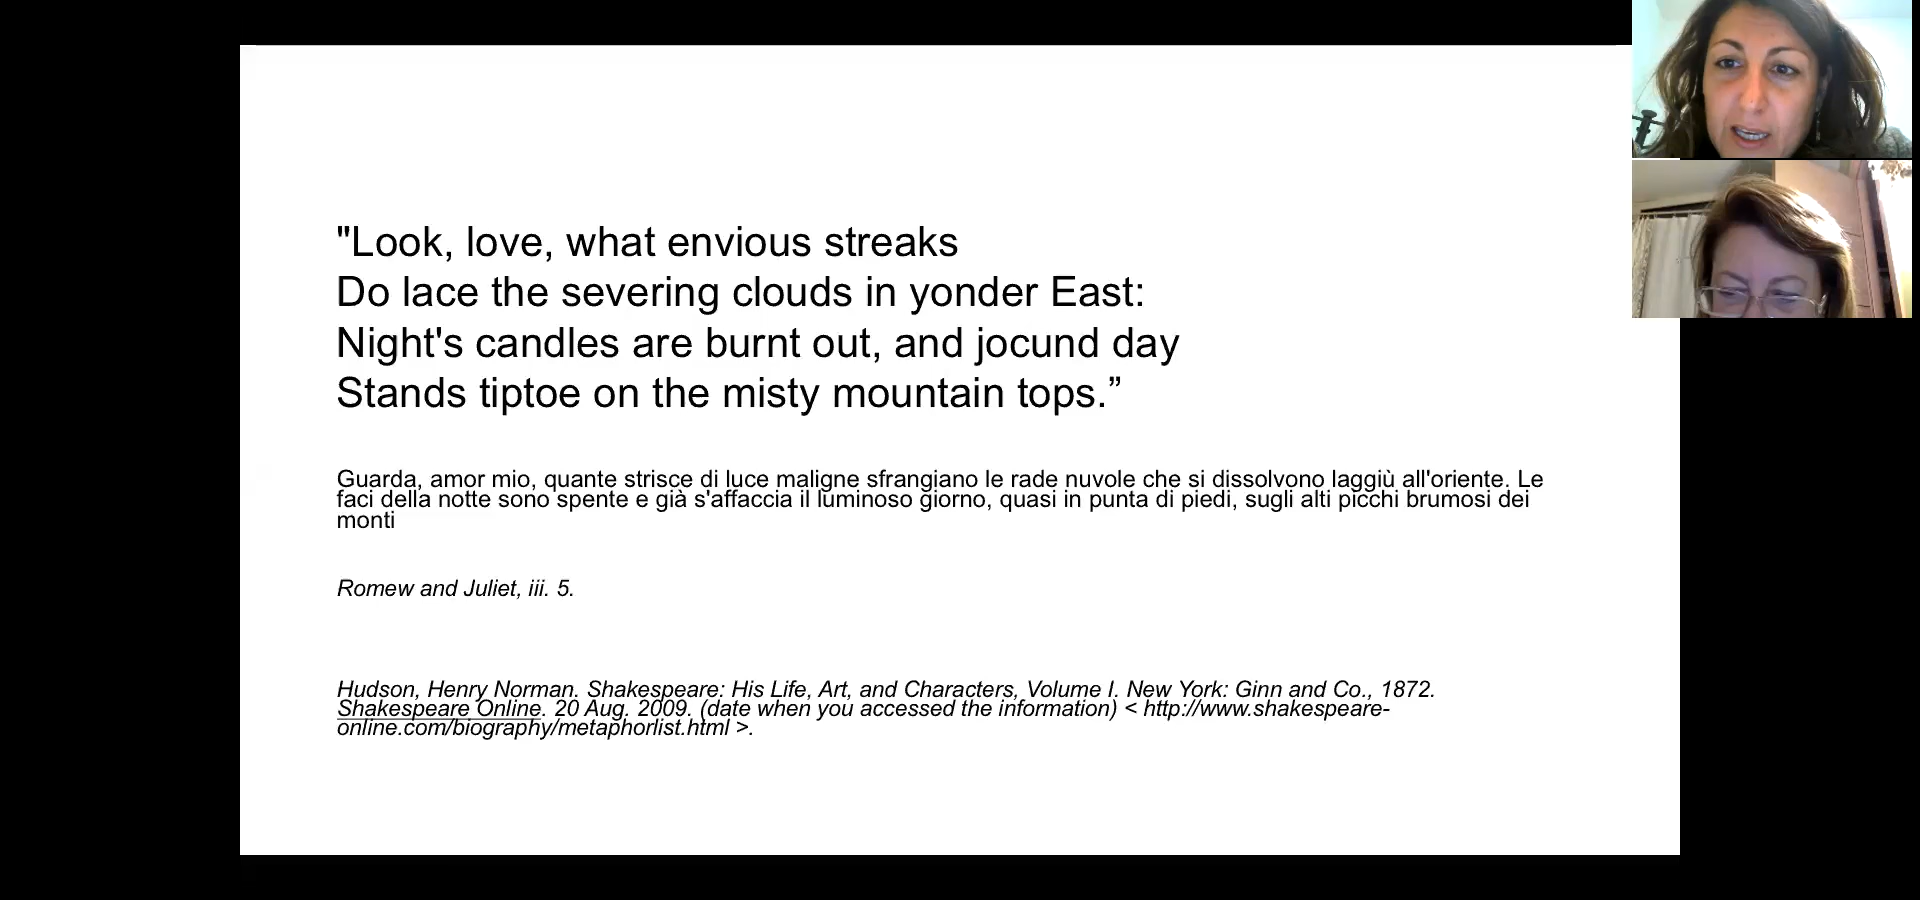 "Look, love, what envious streaks
Do lace the severing clouds in yonder East:
Night's candles are burnt out, and jocund day
Stands tiptoe on the misty mountain tops.”
Guarda, amor mio, quante strisce di luce maligne sfrangiano le rade nuvole che si dissolvono laggiù all'oriente. Le
faci della notte sono spente e già s'affaccia il luminoso giorno, quasi in punta di piedi, sugli alti picchi brumosi dei
monti
Romew and Juliet, iii. 5.
Hudson, Henry Norman. Shakespeare: His Life, Art, and Characters, Volume I. New York: Ginn and Co., 1872.
Shakespeare Online. 20 Aug. 2009. (date when you accessed the information) < http://www.shakespeare-
online.com/biography/metaphorlist.html >.